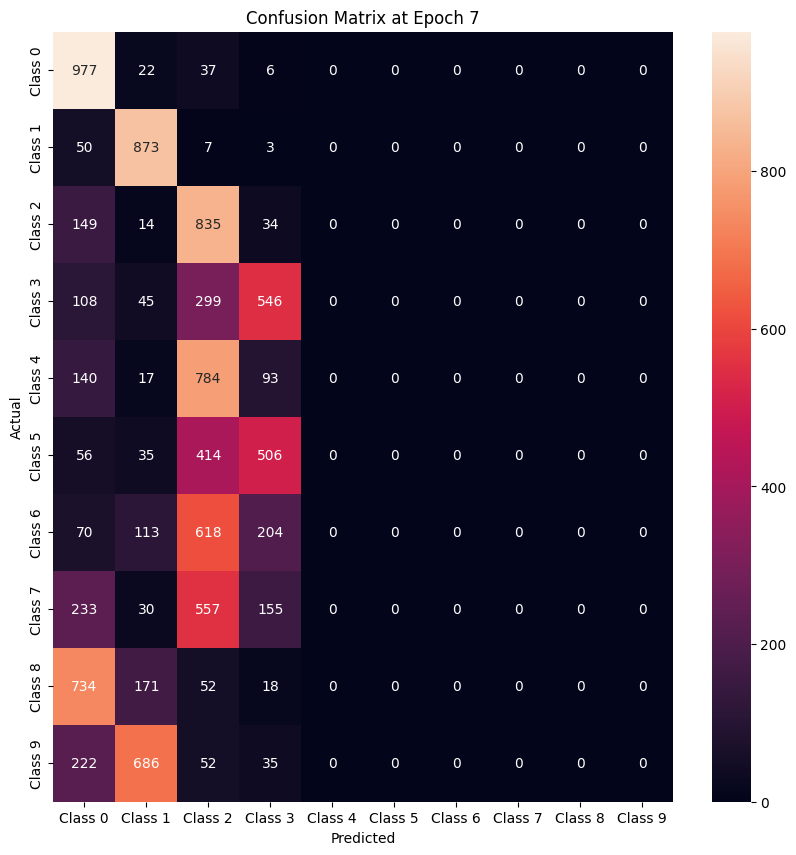 Confusion Matrix at Epoch 7
Class 0 977 22 37 6 0 0 0 0 0 0
Class 1 50 873 7 3 0 0 0 0 0 0
Class 2 149 14 835 34 0 0 0 0 0 0
Class 3 108 45 299 546 0 0 0 0 0 0
Class 4 140 17 784 93 0 0 0 0 0 0
Class 5 56 35 414 506 0 0 0 0 0 0
Class 6 70 113 618 204 0 0 0 0 0 0
Class 7 233 30 557 155 0 0 0 0 0 0
Class 8 734 171 52 18 0 0 0 0 0 0
Class 9 222 686 52 35 0 0 0 0 0 0
Class 0 Class 1 Class 2 Class 3 Class 4 Class 5 Class 6 Class 7 Class 8 Class 9
Predicted
Actual
800
600
400
200
0